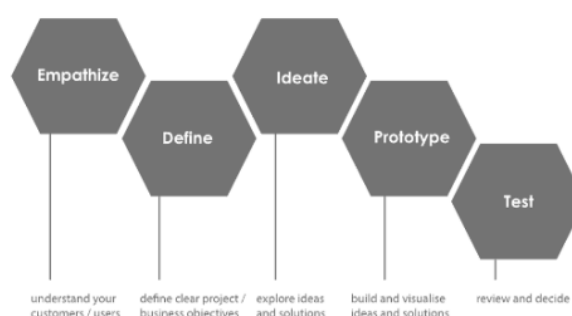 Empathize
Define
Ideate
Prototype
Test
understand your
customers / users
define clear project /
business objectives
explore ideas
and solutions
build and visualise
ideas and solutions
review and decide